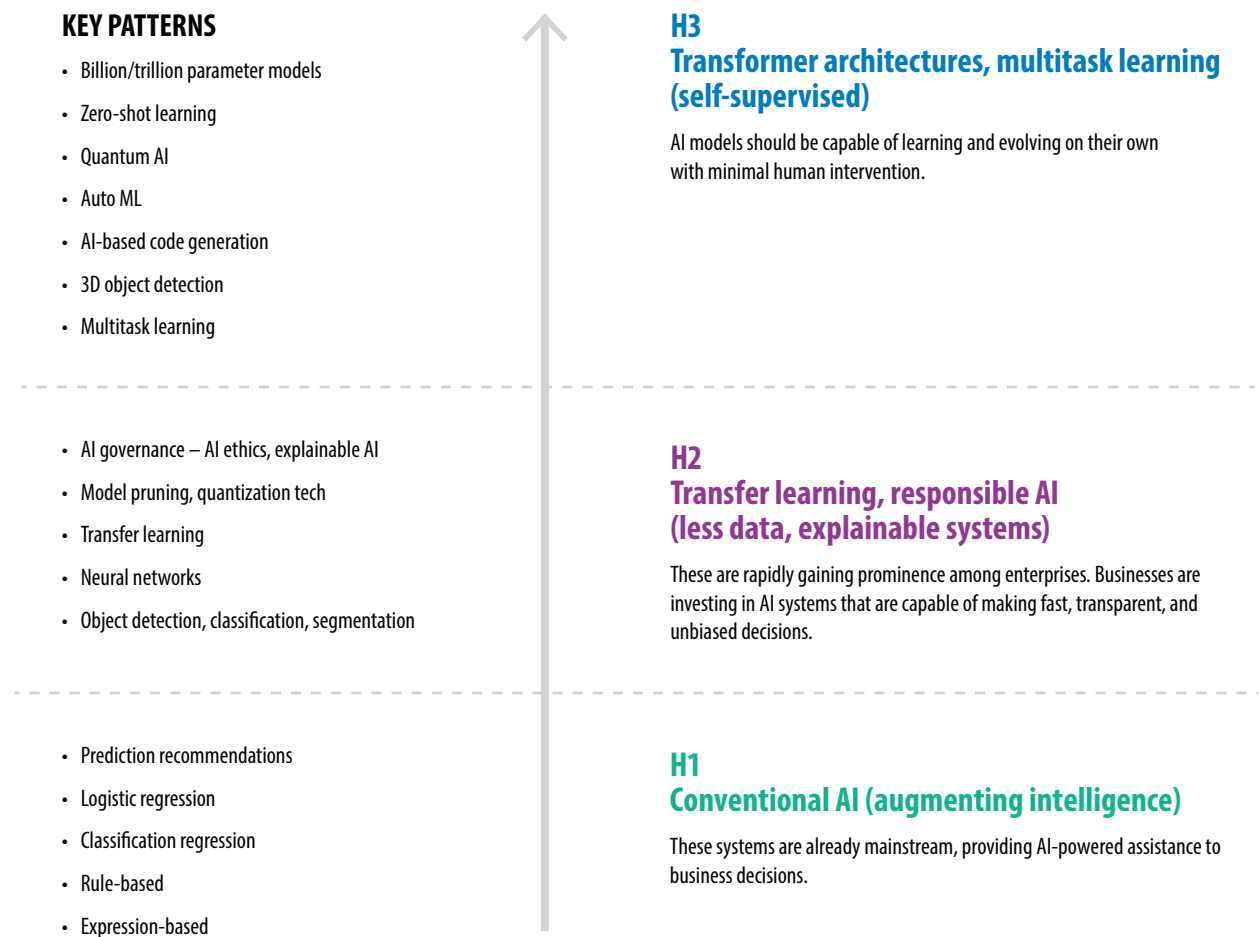 KEY PATTERNS
• Billion/trillion parameter models
• Zero-shot learning
• Quantum AI
• Auto ML
• AI-based code generation
• 3D object detection
• Multitask learning
H3
Transformer architectures, multitask learning
(self-supervised)
AI models should be capable of learning and evolving on their own
with minimal human intervention.
• AI governance – AI ethics, explainable AI
• Model pruning, quantization tech
• Transfer learning
• Neural networks
• Object detection, classification, segmentation
H2
Transfer learning, responsible AI
(less data, explainable systems)
These are rapidly gaining prominence among enterprises. Businesses are
investing in AI systems that are capable of making fast, transparent, and
unbiased decisions.
• Prediction recommendations
• Logistic regression
• Classification regression
• Rule-based
• Expression-based
H1
Conventional AI (augmenting intelligence)
These systems are already mainstream, providing AI-powered assistance to
business decisions.